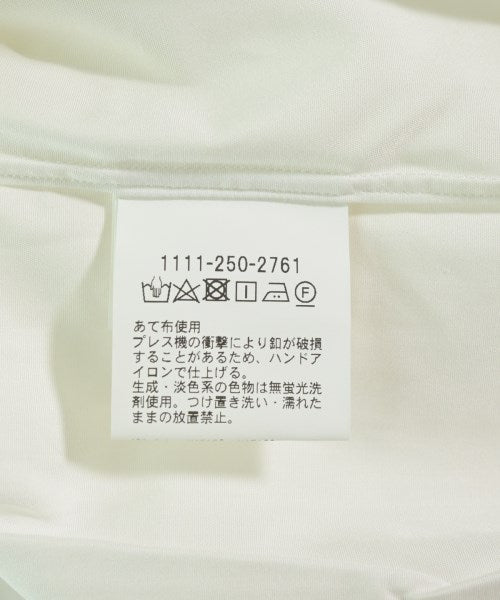 1111-250-2761
F
あて布使用
プレス機の衝撃により釦が破損
することがあるため、ハンドア
イロンで仕上げる。
生成・淡色系の色物は無蛍光洗
剤使用。つけ置き洗い・濡れた
ままの放置禁止。